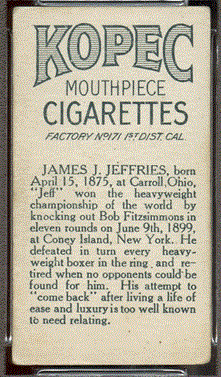 KOPEC
MOUTHPIECE
CIGARETTES
FACTORY No 171 1st DIST. CAL.
JAMES J. JEFFRIES, born
April 15, 1875, at Carroll, Ohio,
"Jeff" won the heavyweight
championship of the world by
knocking out Bob Fitzsimmons in
eleven rounds on June 9th, 1899,
at Coney Island, New York. He
defeated in turn every heavy-
weight boxer in the ring and re-
tired when no opponents could be
found for him. His attempt to
"come back" after living a life of
ease and luxury is too well known
to need relating.